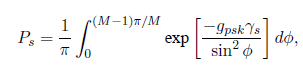 P_s = \frac{1}{\pi} \int_0^{(M-1)\pi/M} \exp\left[\frac{-g_{psk}\gamma_s}{\sin^2 \phi}\right] d\phi,